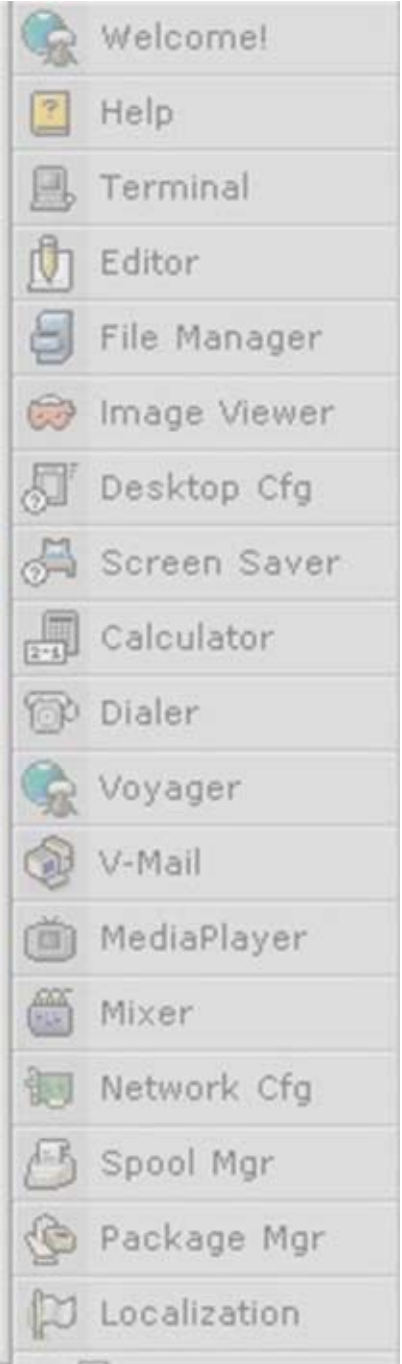 Welcome!
Help
Terminal
Editor
File Manager
Image Viewer
Desktop Cfg
Screen Saver
Calculator
Dialer
Voyager
V-Mail
MediaPlayer
Mixer
Network Cfg
Spool Mgr
Package Mgr
Localization